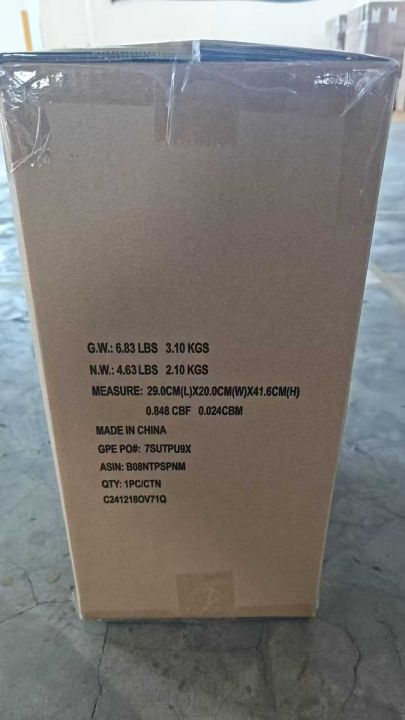 G.W.: 6.83 LBS 3.10 KGS
N.W.: 4.63 LBS 2.10 KGS
MEASURE: 29.0CM(L)X20.0CM(W)X41.6CM(H)
0.848 CBF 0.024CBM
MADE IN CHINA
GPE PO#: 7SUTPU9X
ASIN: B08NTPSPNM
QTY: 1PC/CTN
C241218OV71Q